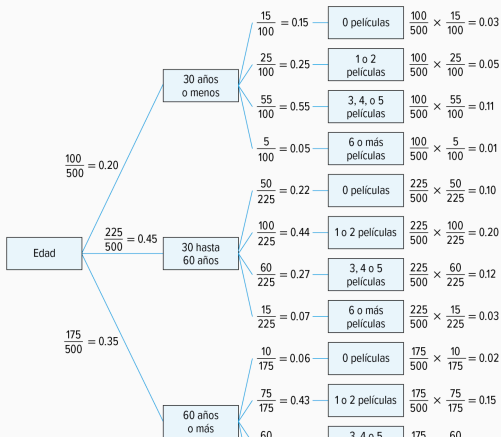 15/100 = 0.15
0 películas
100/500 × 15/100 = 0.03
25/100 = 0.25
1 o 2
películas
100/500 × 25/100 = 0.05
30 años
o menos
55/100 = 0.55
3, 4, o 5
películas
100/500 × 55/100 = 0.11
5/100 = 0.05
6 o más
películas
100/500 × 5/100 = 0.01
100/500 = 0.20
50/225 = 0.22
0 películas
225/500 × 50/225 = 0.10
100/225 = 0.44
1 o 2 películas
225/500 × 100/225 = 0.20
Edad
225/500 = 0.45
30 hasta
60 años
60/225 = 0.27
3, 4 o 5
películas
225/500 × 60/225 = 0.12
15/225 = 0.07
6 o más
películas
225/500 × 15/225 = 0.03
175/500 = 0.35
10/175 = 0.06
0 películas
175/500 × 10/175 = 0.02
75/175 = 0.43
1 o 2 películas
175/500 × 75/175 = 0.15
60 años
o más
60
3, 4 o 5
175
60